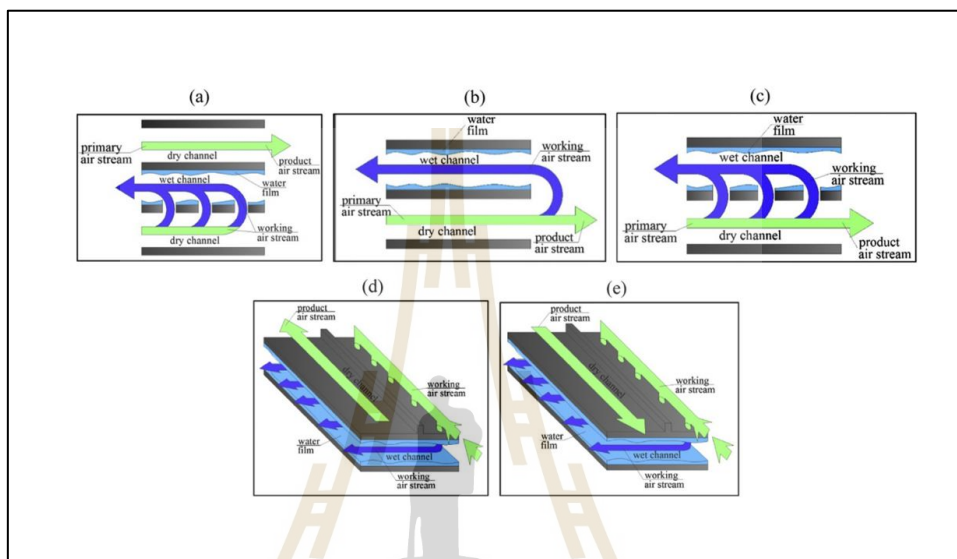 (a)
primary
air stream
dry channel
product
air stream
wet channel
water
film
dry channel
working
air stream
(b)
water
film
wet channel
working
air stream
primary
air stream
dry channel
product
air stream
(c)
water
film
wet channel
working
air stream
primary
air stream
dry channel
product
air stream
(d)
product
air stream
dry channel
working
air stream
water
film
wet channel
working
air stream
(e)
product
air stream
dry channel
working
air stream
water
film
wet channel
working
air stream